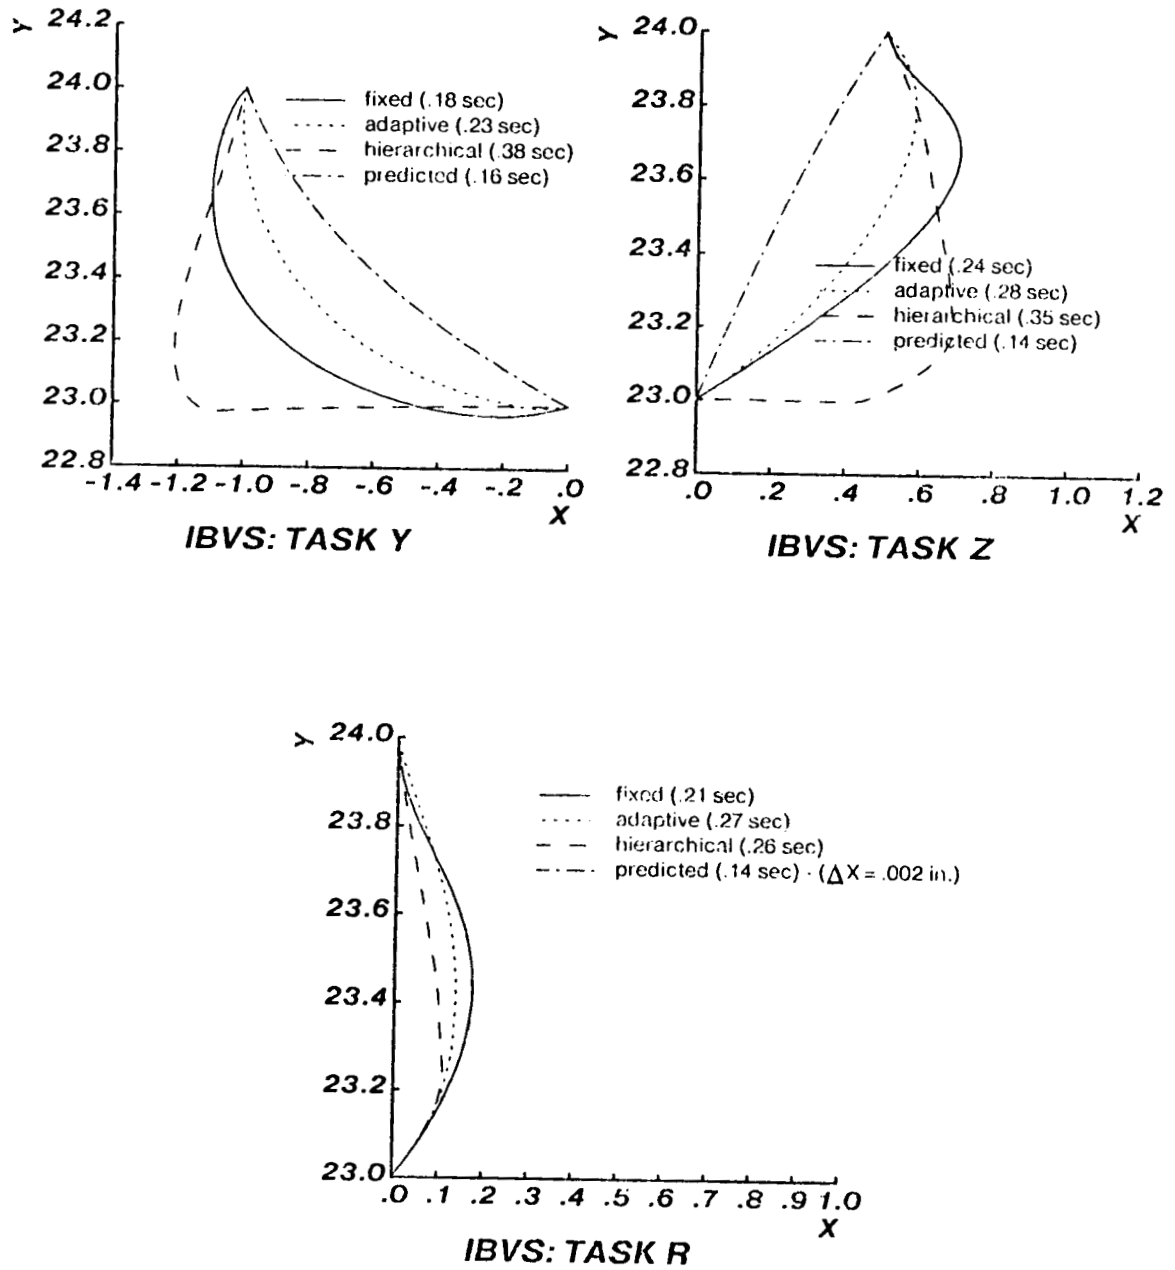 Y
24.2
24.0
23.8
23.6
23.4
23.2
23.0
22.8
fixed (.18 sec)
adaptive (.23 sec)
hierarchical (.38 sec)
predicted (.16 sec)
-1.4 -1.2 -1.0 -.8 -.6 -.4 -.2 .0
X
IBVS: TASK Y
Y
24.0
23.8
23.6
23.4
23.2
23.0
22.8
fixed (.24 sec)
adaptive (.28 sec)
hierarchical (.35 sec)
predicted (.14 sec)
.0 .2 .4 .6 .8 1.0 1.2
X
IBVS: TASK Z
Y
24.0
23.8
23.6
23.4
23.2
23.0
fixed (.21 sec)
adaptive (.27 sec)
hierarchical (.26 sec)
predicted (.14 sec) · (ΔX = .002 in.)
.0 .1 .2 .3 .4 .5 .6 .7 .8 .9 1.0
X
IBVS: TASK R